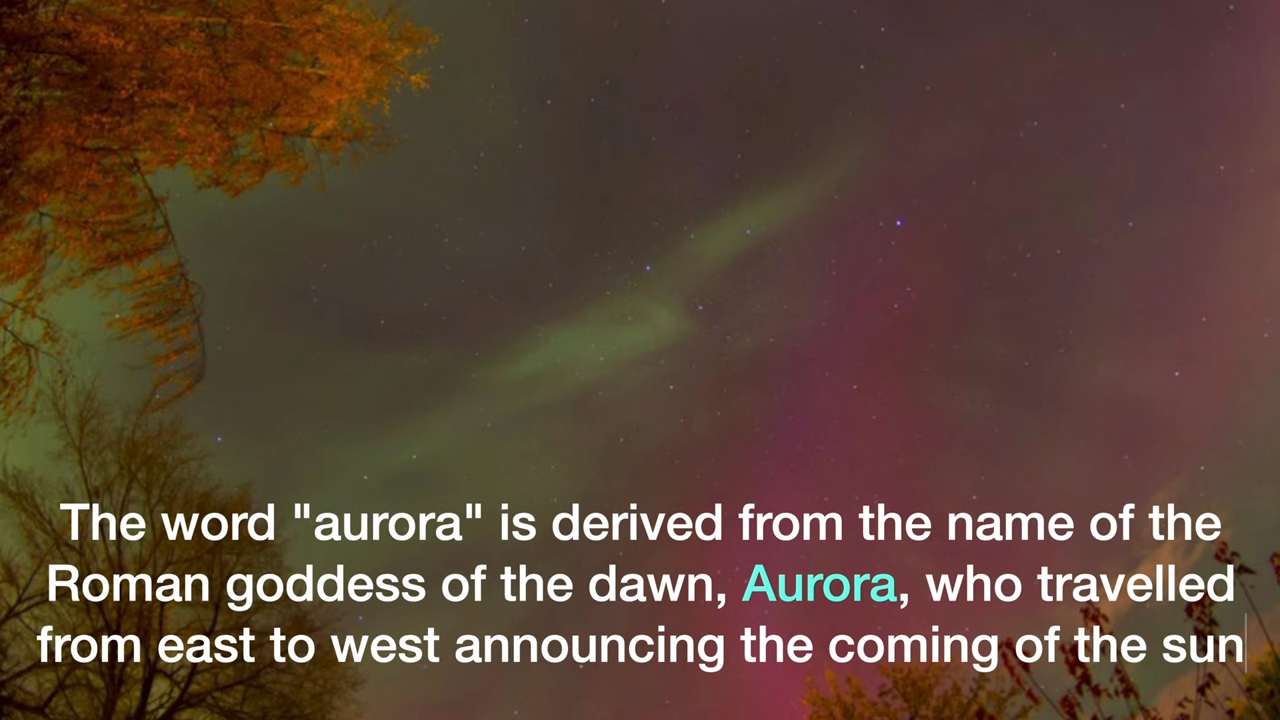 The word "aurora" is derived from the name of the
Roman goddess of the dawn, Aurora, who travelled
from east to west announcing the coming of the sun